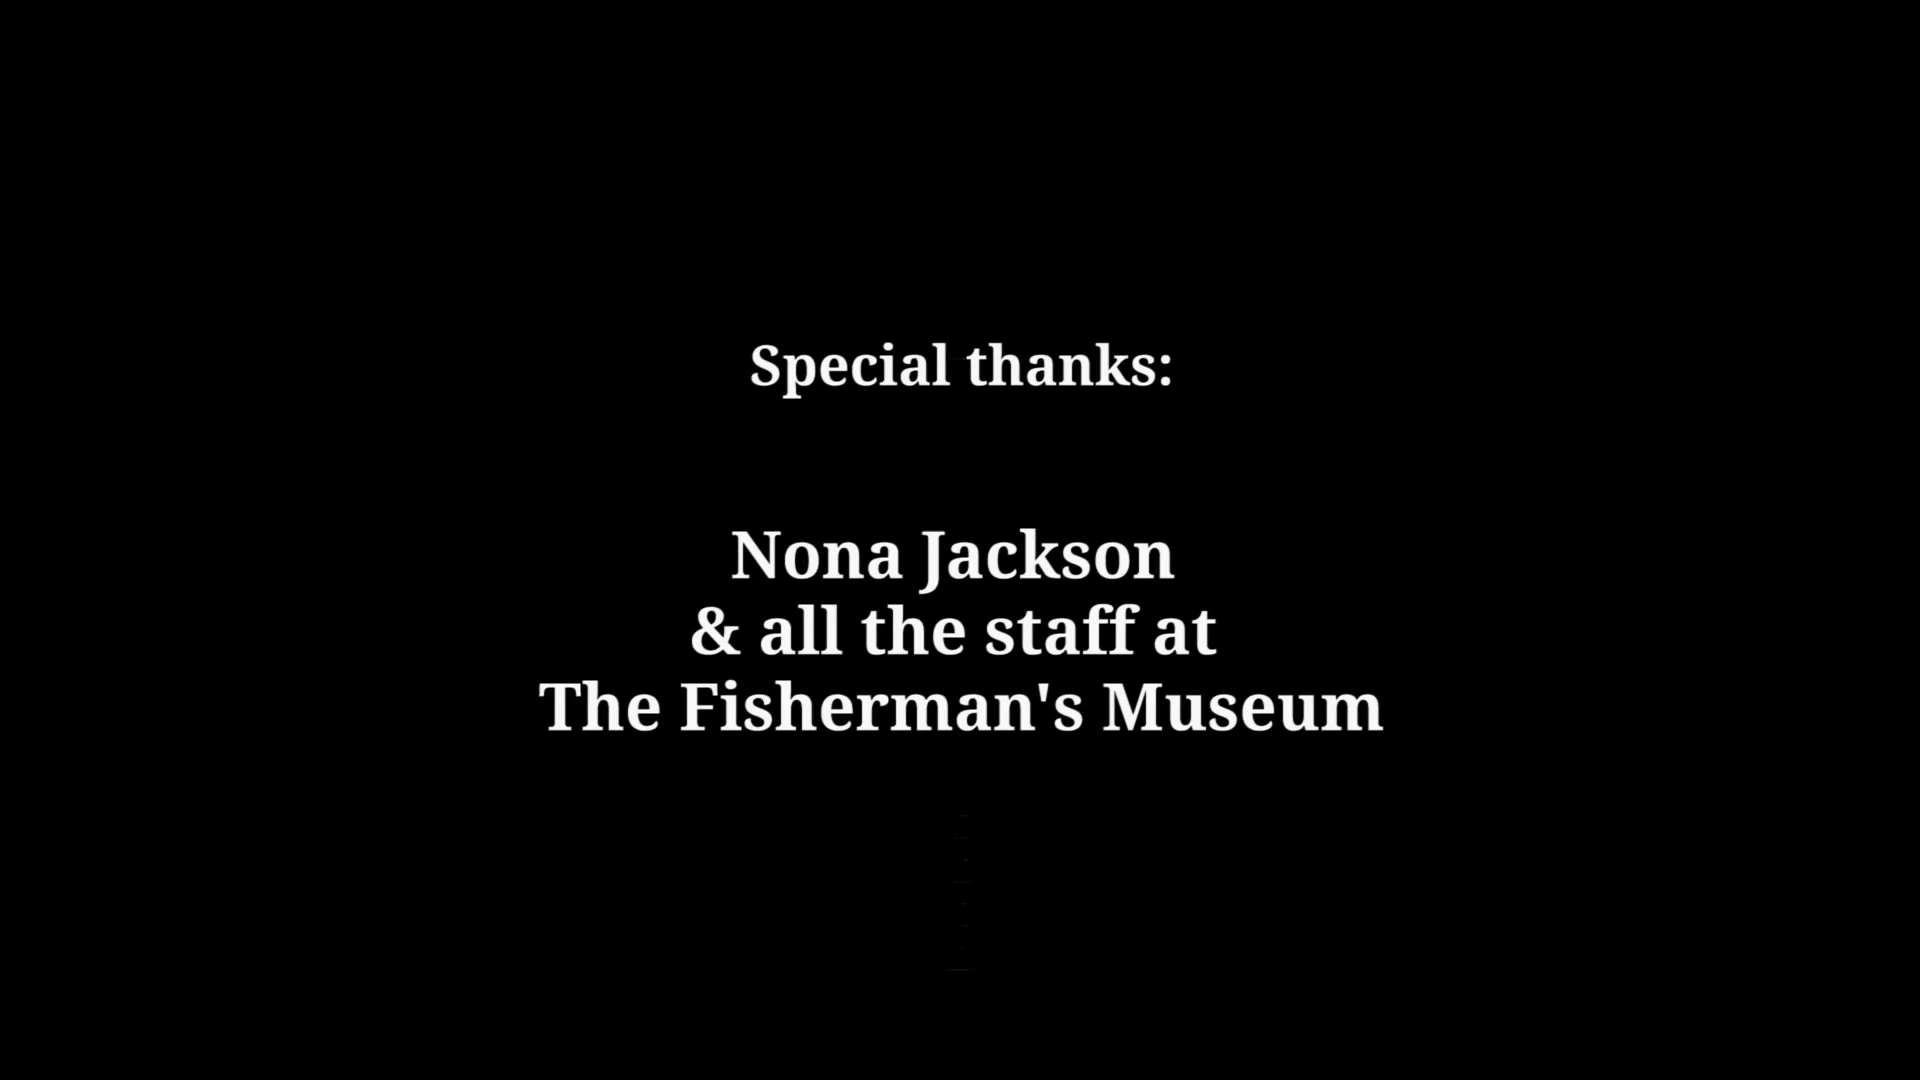 Special thanks:
Nona Jackson
& all the staff at
The Fisherman's Museum